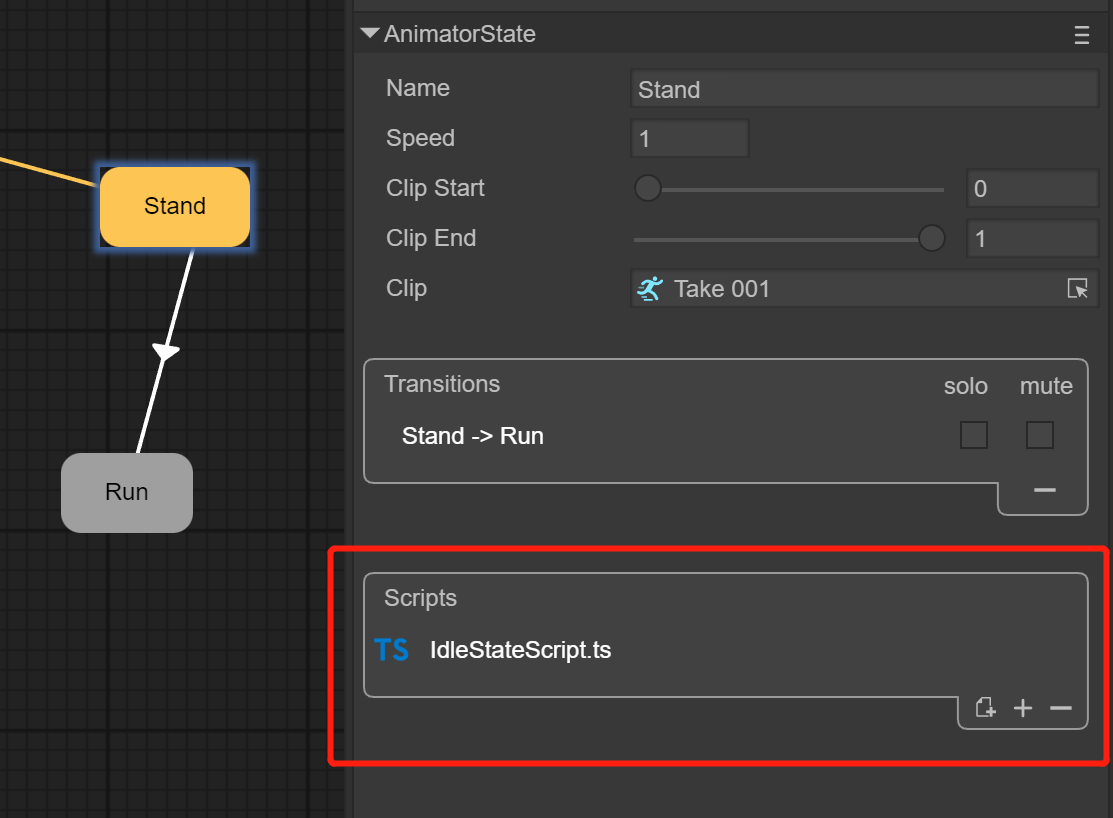 Stand
Run
AnimatorState
Name
Stand
Speed
1
Clip Start
0
Clip End
1
Clip
Take 001
Transitions
solo
mute
Stand -> Run
Scripts
TS IdleStateScript.ts